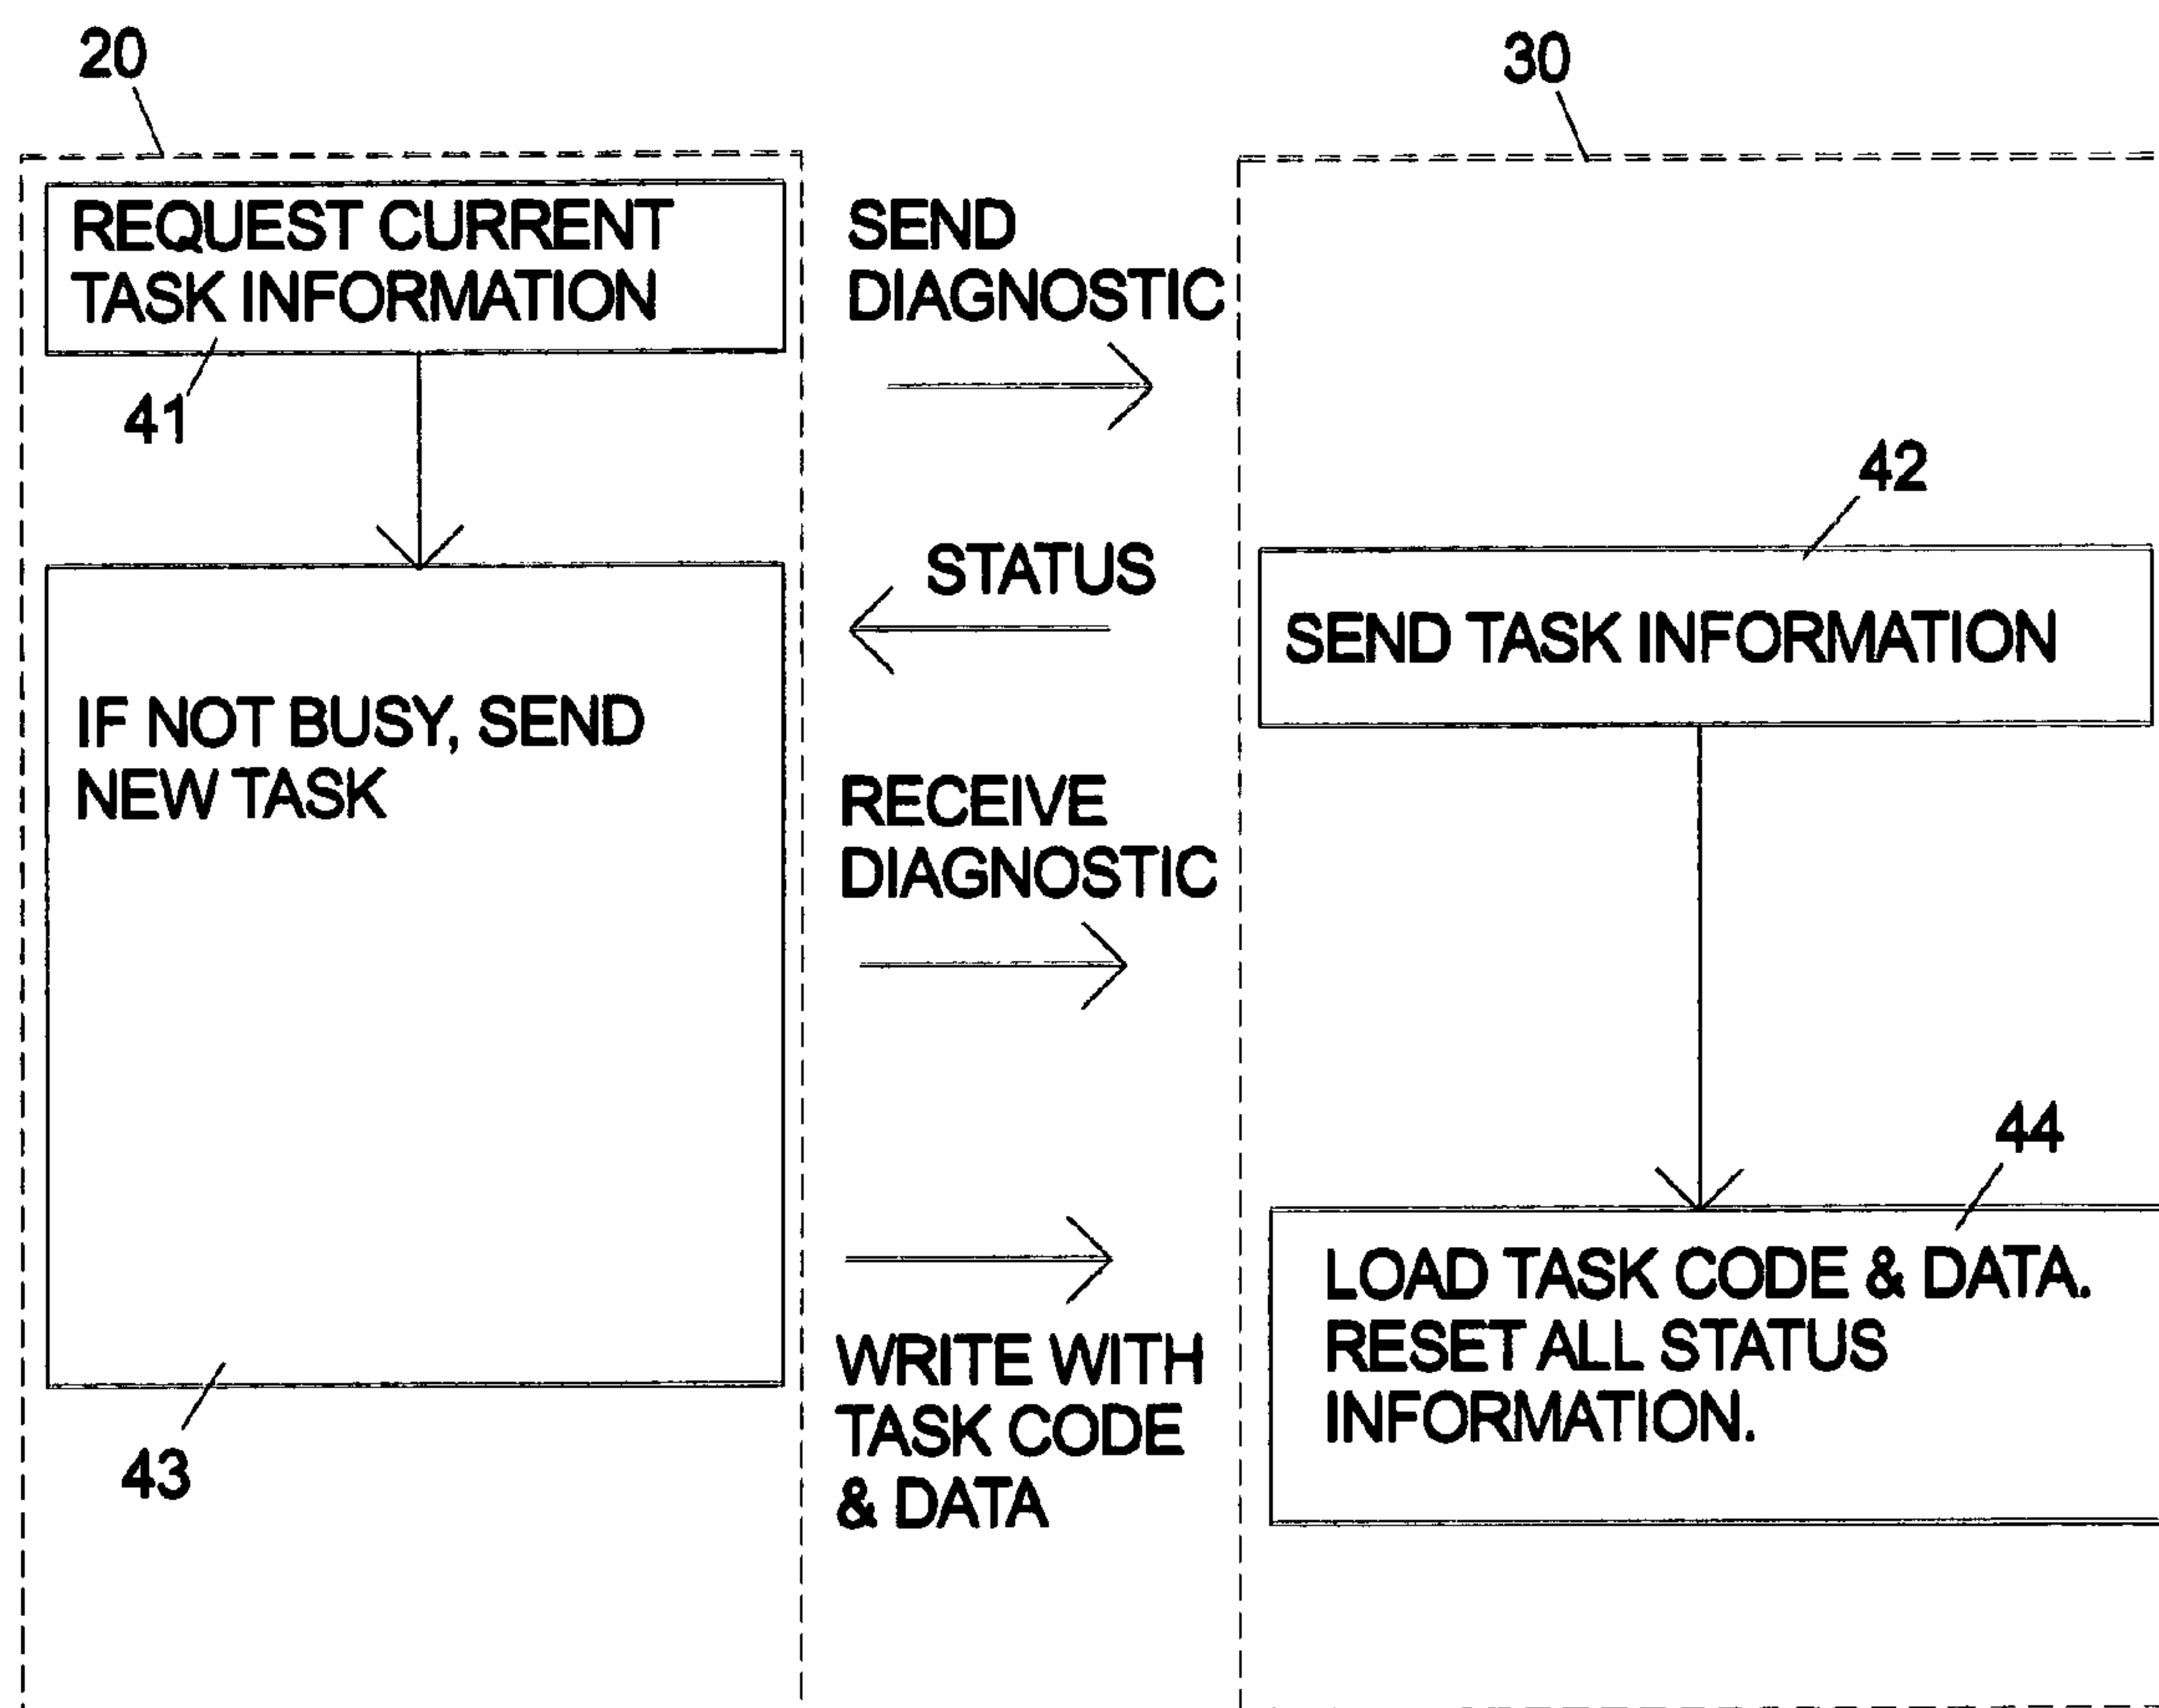 20
30
REQUEST CURRENT
TASK INFORMATION
41
SEND
DIAGNOSTIC
42
STATUS
SEND TASK INFORMATION
IF NOT BUSY, SEND
NEW TASK
RECEIVE
DIAGNOSTIC
44
LOAD TASK CODE & DATA.
RESET ALL STATUS
INFORMATION.
WRITE WITH
TASK CODE
& DATA
43